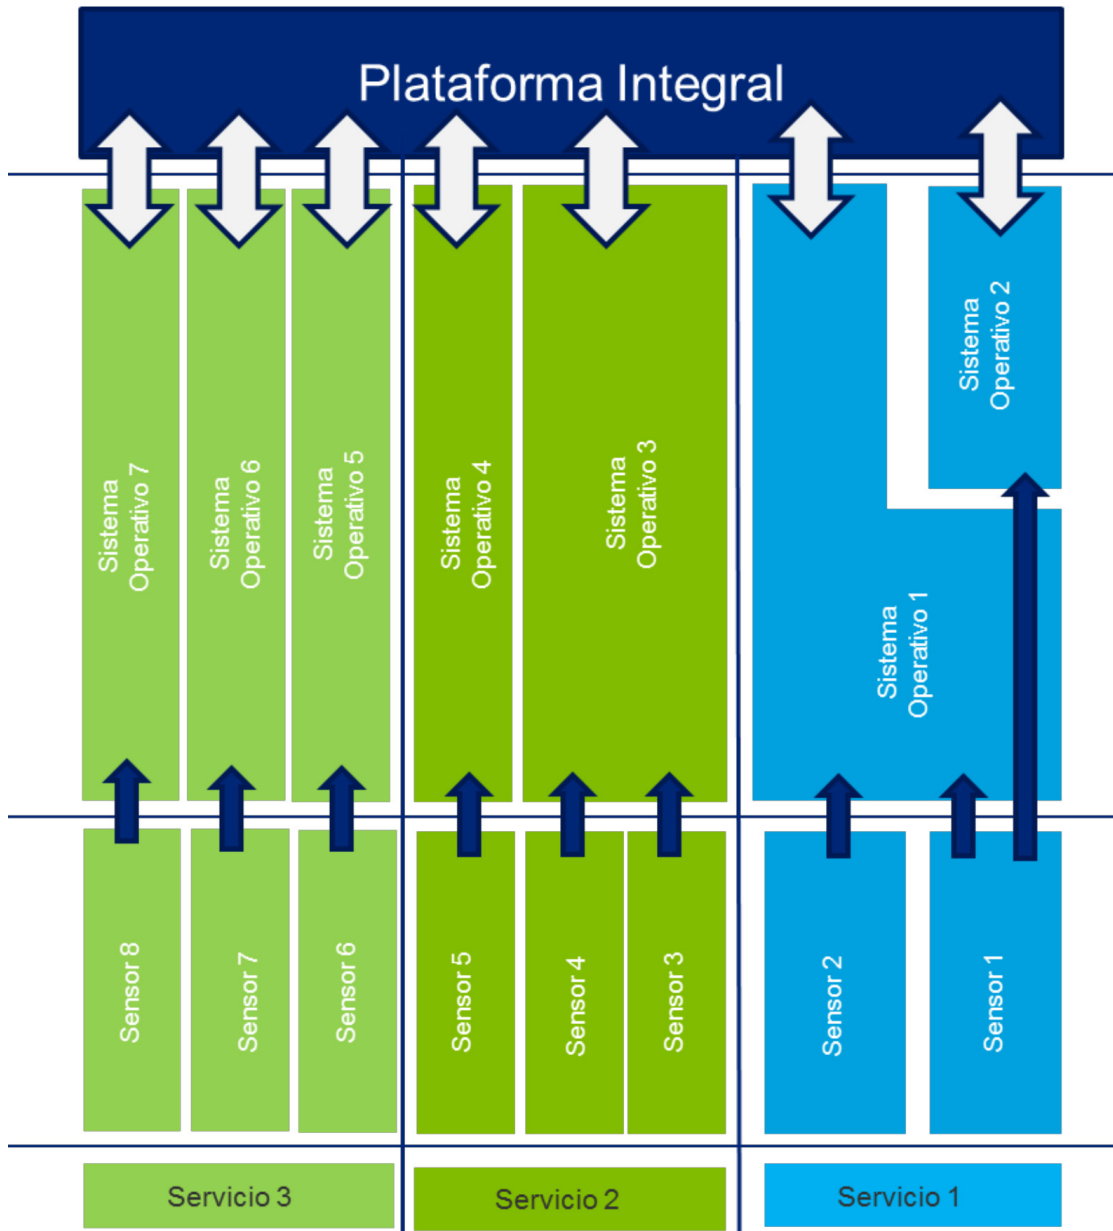 Plataforma Integral
Sistema
Operativo 7
Sistema
Operativo 6
Sistema
Operativo 5
Sistema
Operativo 4
Sistema
Operativo 3
Sistema
Operativo 1
Sistema
Operativo 2
Sensor 8
Sensor 7
Sensor 6
Sensor 5
Sensor 4
Sensor 3
Sensor 2
Sensor 1
Servicio 3
Servicio 2
Servicio 1